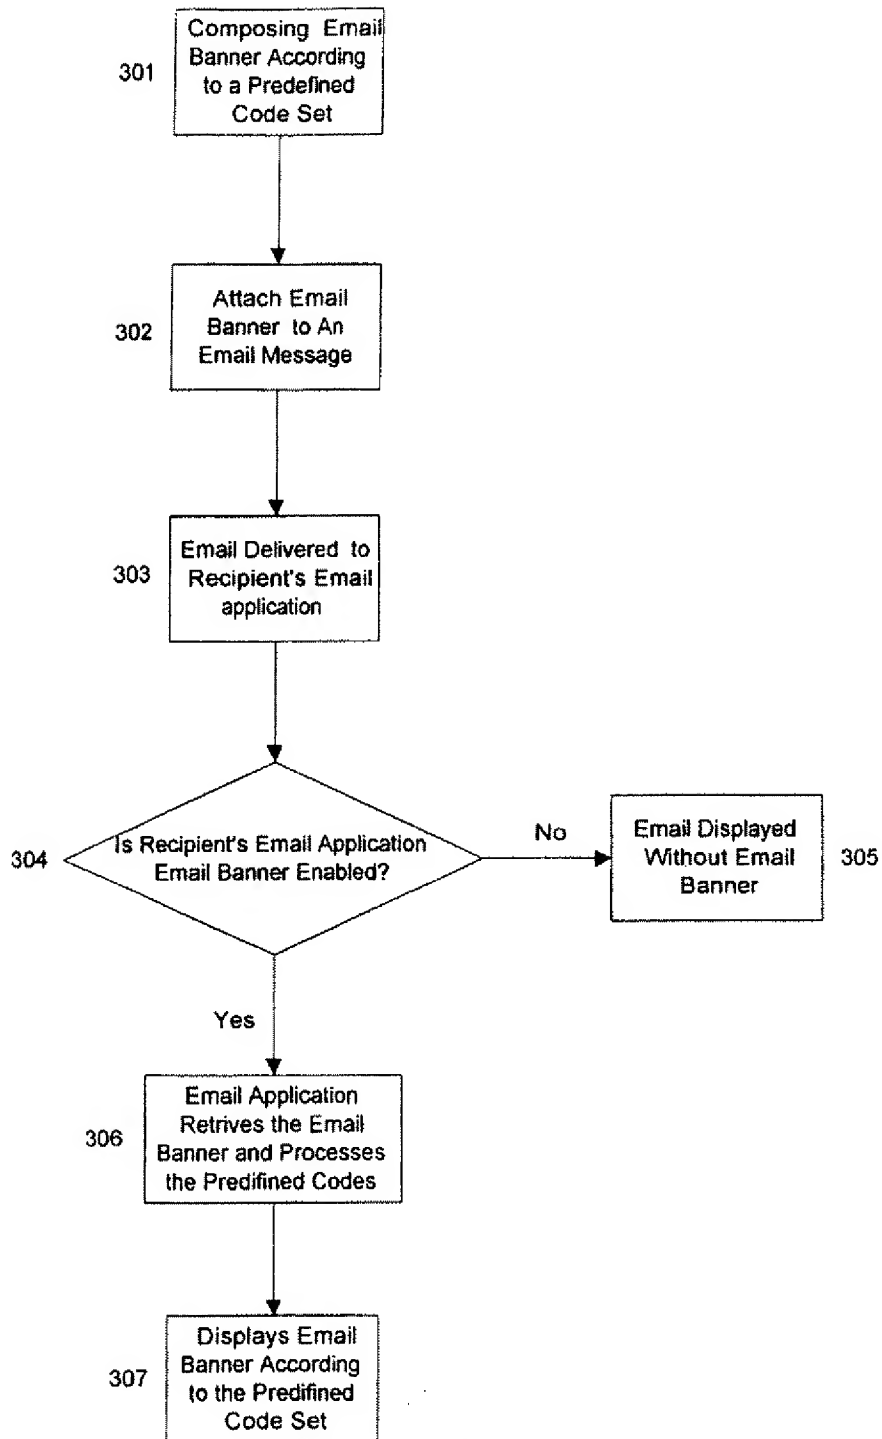 Composing Email
Banner According
to a Predefined
Code Set
301
Attach Email
Banner to An
Email Message
302
Email Delivered to
Recipient's Email
application
303
Is Recipient's Email Application
Email Banner Enabled?
304
No
Email Displayed
Without Email
Banner
305
Yes
Email Application
Retrives the Email
Banner and Processes
the Predifined Codes
306
Displays Email
Banner According
to the Predifined
Code Set
307